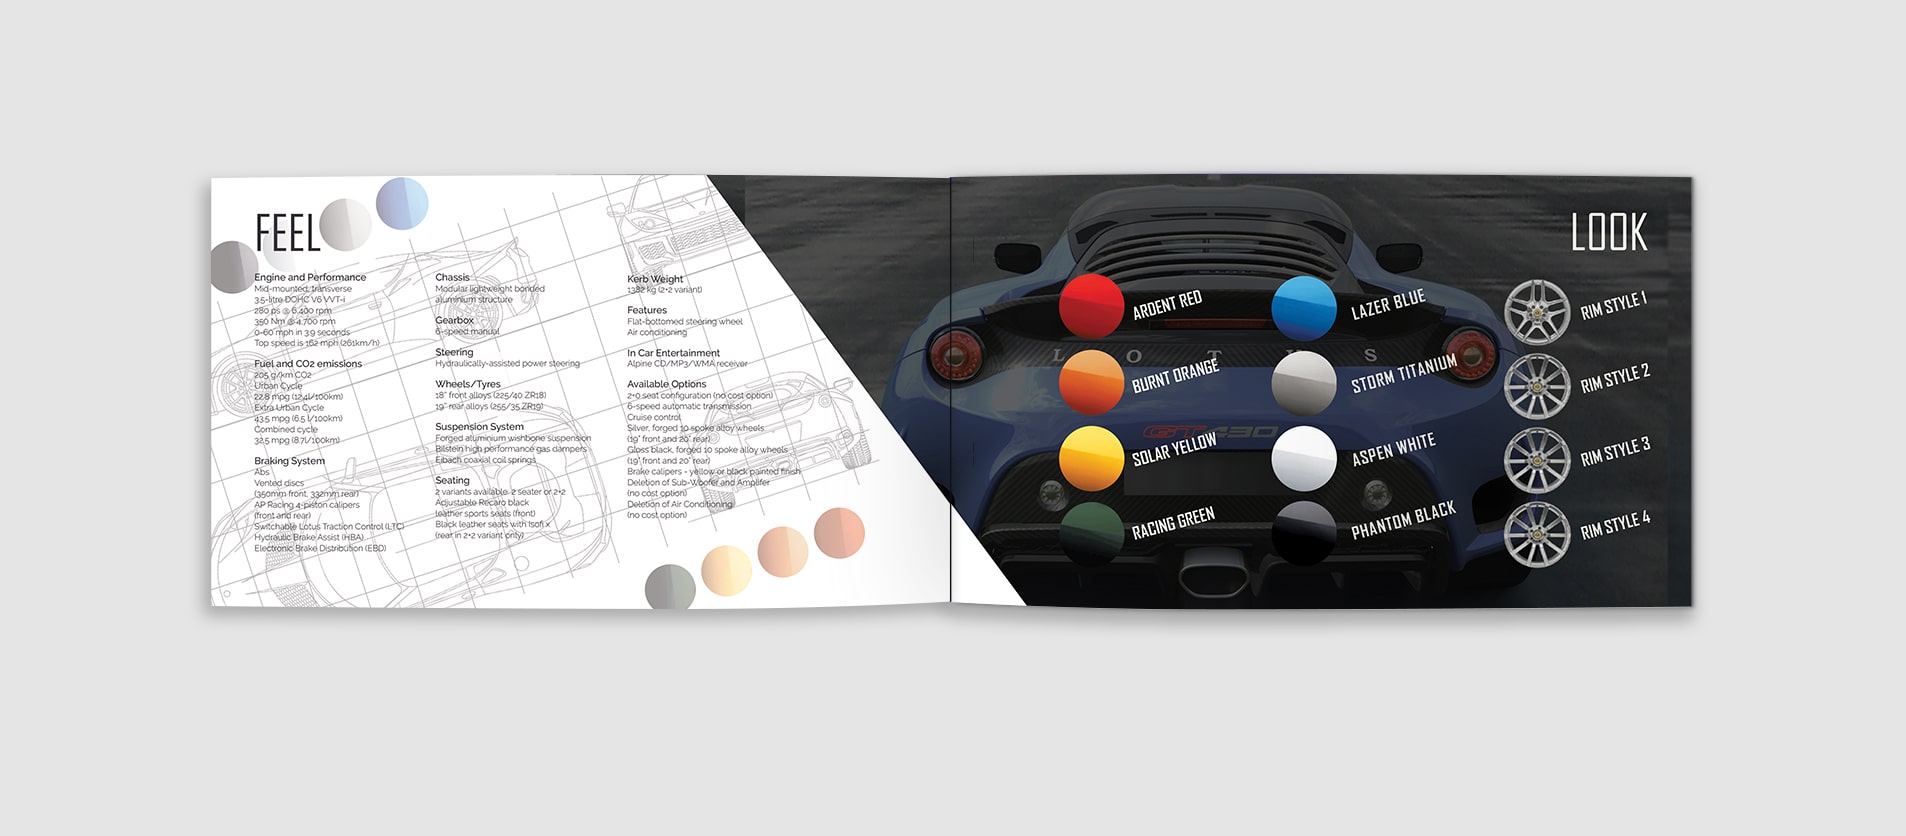 FEEL
Engine and Performance
Mid-mounted, transverse
3.5-litre DOHC V6 VVT-i
280 ps @ 6,400 rpm
350 Nm @ 4,700 rpm
0-60 mph in 3.9 seconds
Top speed is 162 mph (261km/h)
Fuel and CO2 emissions
205 g/km CO2
Urban Cycle
22.8 mpg (12.4l/100km)
Extra Urban Cycle
43.5 mpg (6.5 l/100km)
Combined cycle
32.5 mpg (8.7l/100km)
Braking System
Abs
Vented discs
(350mm front, 332mm rear)
AP Racing 4-piston calipers
(front and rear)
Switchable Lotus Traction Control (LTC)
Hydraulic Brake Assist (HBA)
Electronic Brake Distribution (EBD)
Chassis
Modular lightweight bonded
aluminium structure
Gearbox
6-speed manual
Steering
Hydraulically-assisted power steering
Wheels/Tyres
18" front alloys (225/40 ZR18)
19" rear alloys (255/35 ZR19)
Suspension System
Forged aluminium wishbone suspension
Bilstein high performance gas dampers
Eibach coaxial coil springs
Seating
2 variants available: 2 seater or 2+2
Adjustable Recaro black
leather sports seats (front)
Black leather seats with Isofi x
(rear in 2+2 variant only)
Kerb Weight
1382 kg (2+2 variant)
Features
Flat-bottomed steering wheel
Air conditioning
In Car Entertainment
Alpine CD/MP3/WMA receiver
Available Options
2+0 seat configuration (no cost option)
6-speed automatic transmission
Cruise control
Silver, forged 10 spoke alloy wheels
(19" front and 20" rear)
Gloss black, forged 10 spoke alloy wheels
(19" front and 20" rear)
Brake calipers - yellow or black painted finish
Deletion of Sub-Woofer and Amplifer
(no cost option)
Deletion of Air Conditioning
(no cost option)
LOOK
ARDENT RED
BURNT ORANGE
SOLAR YELLOW
RACING GREEN
LAZER BLUE
STORM TITANIUM
ASPEN WHITE
PHANTOM BLACK
RIM STYLE 1
RIM STYLE 2
RIM STYLE 3
RIM STYLE 4
LOTUS
GT430